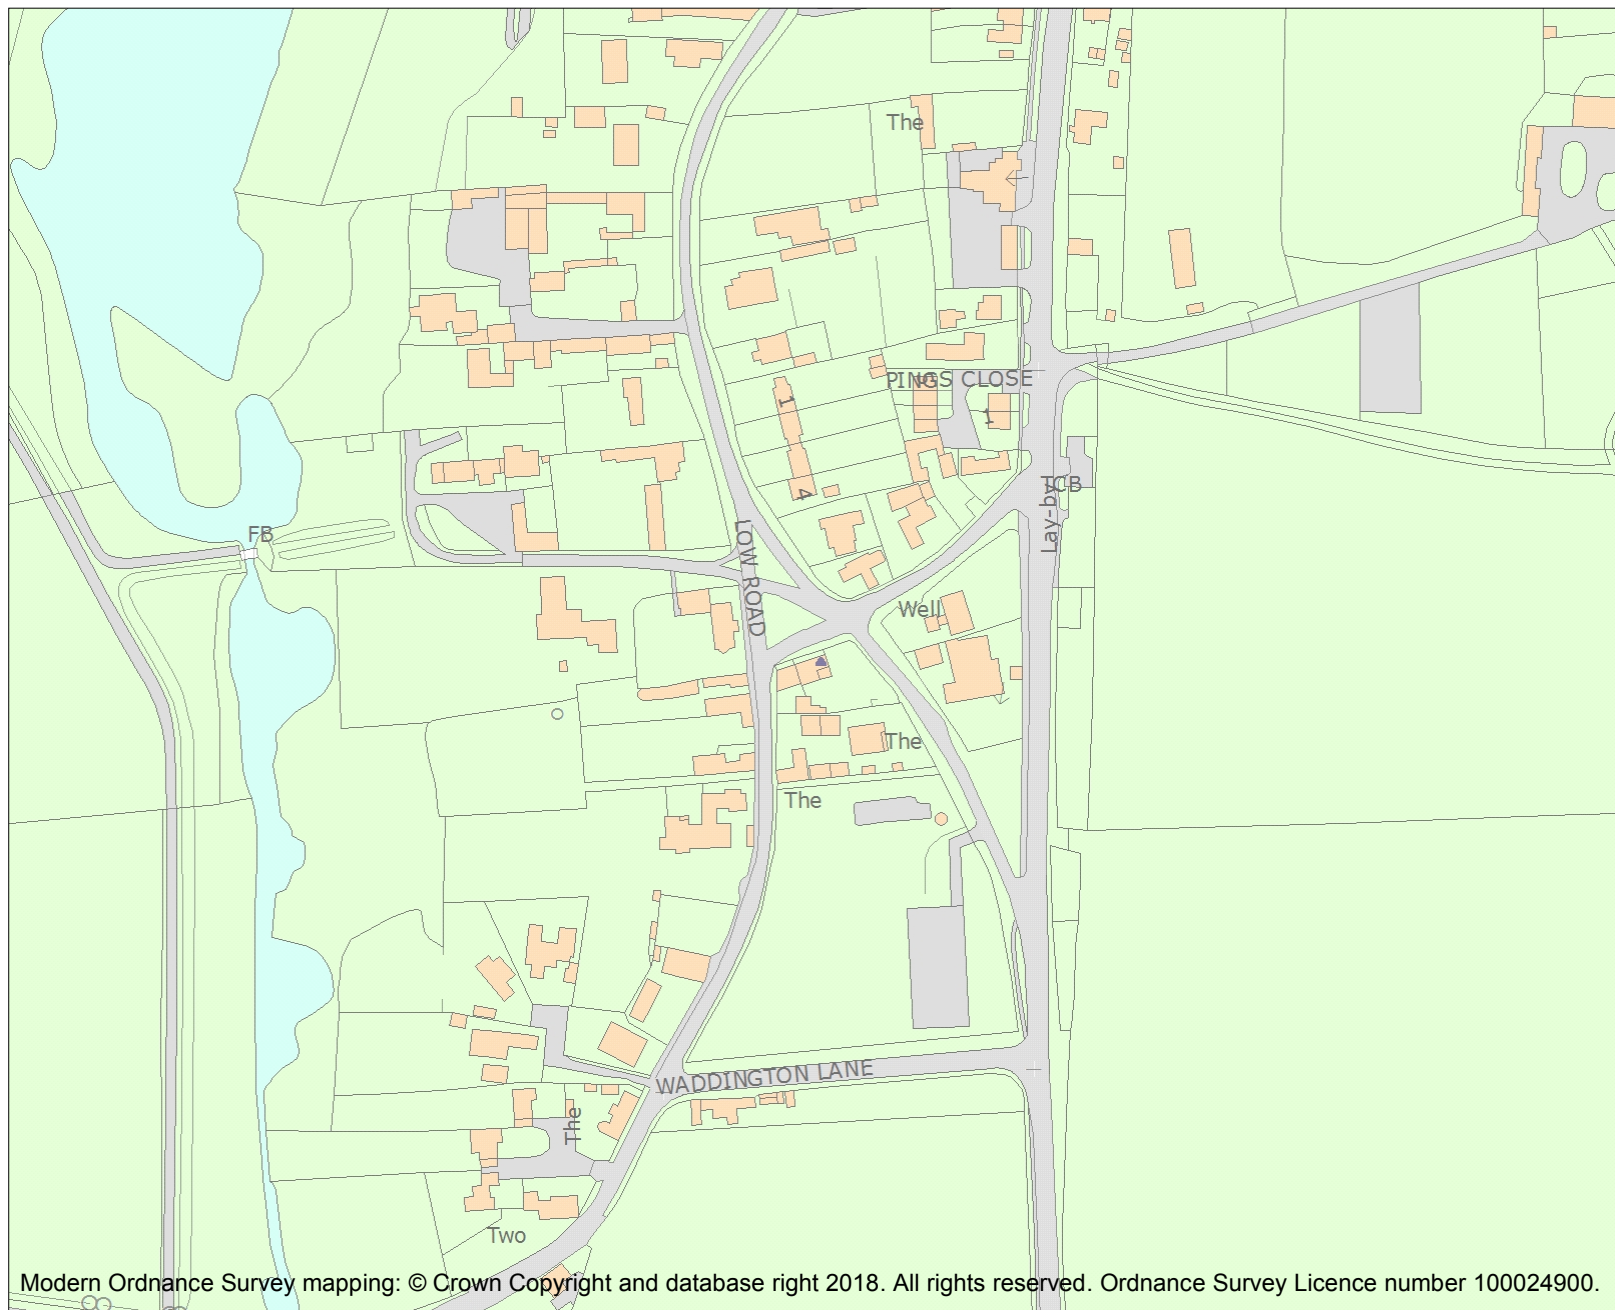 The
PINGS CLOSE
1
1
4
TCB
Lay-by
FB
LOW ROAD
Well
The
The
WADDINGTON LANE
The
Two
Modern Ordnance Survey mapping: © Crown Copyright and database right 2018. All rights reserved. Ordnance Survey Licence number 100024900.